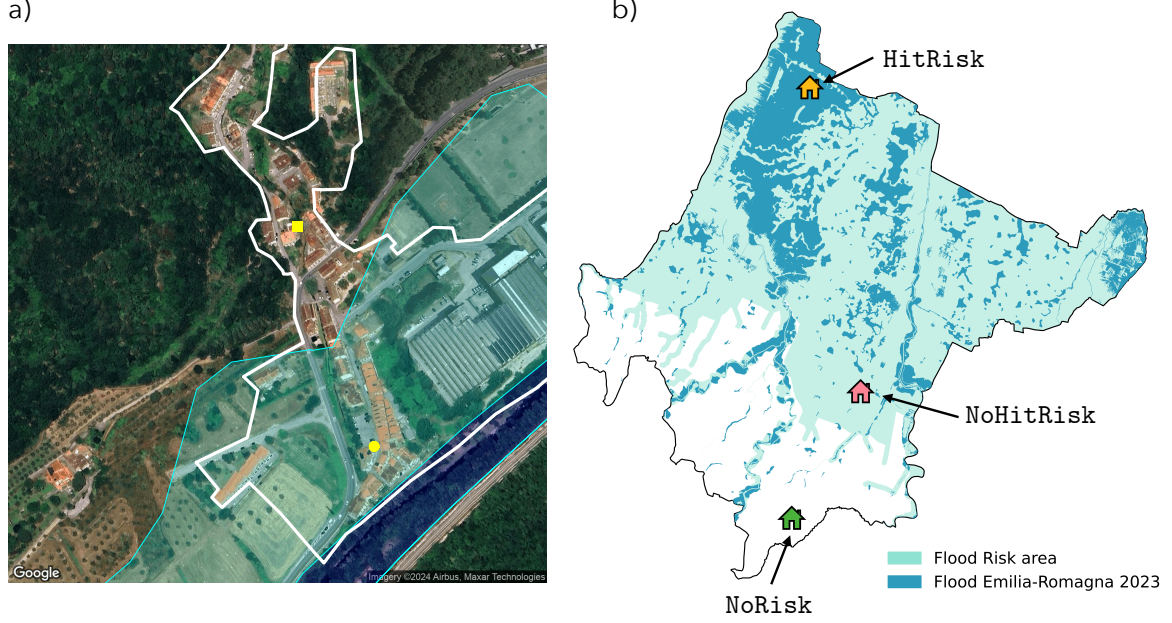 a)
b)
HitRisk
NoHitRisk
Flood Risk area
Flood Emilia-Romagna 2023
NoRisk
Google
Imagery ©2024 Airbus, Maxar Technologies